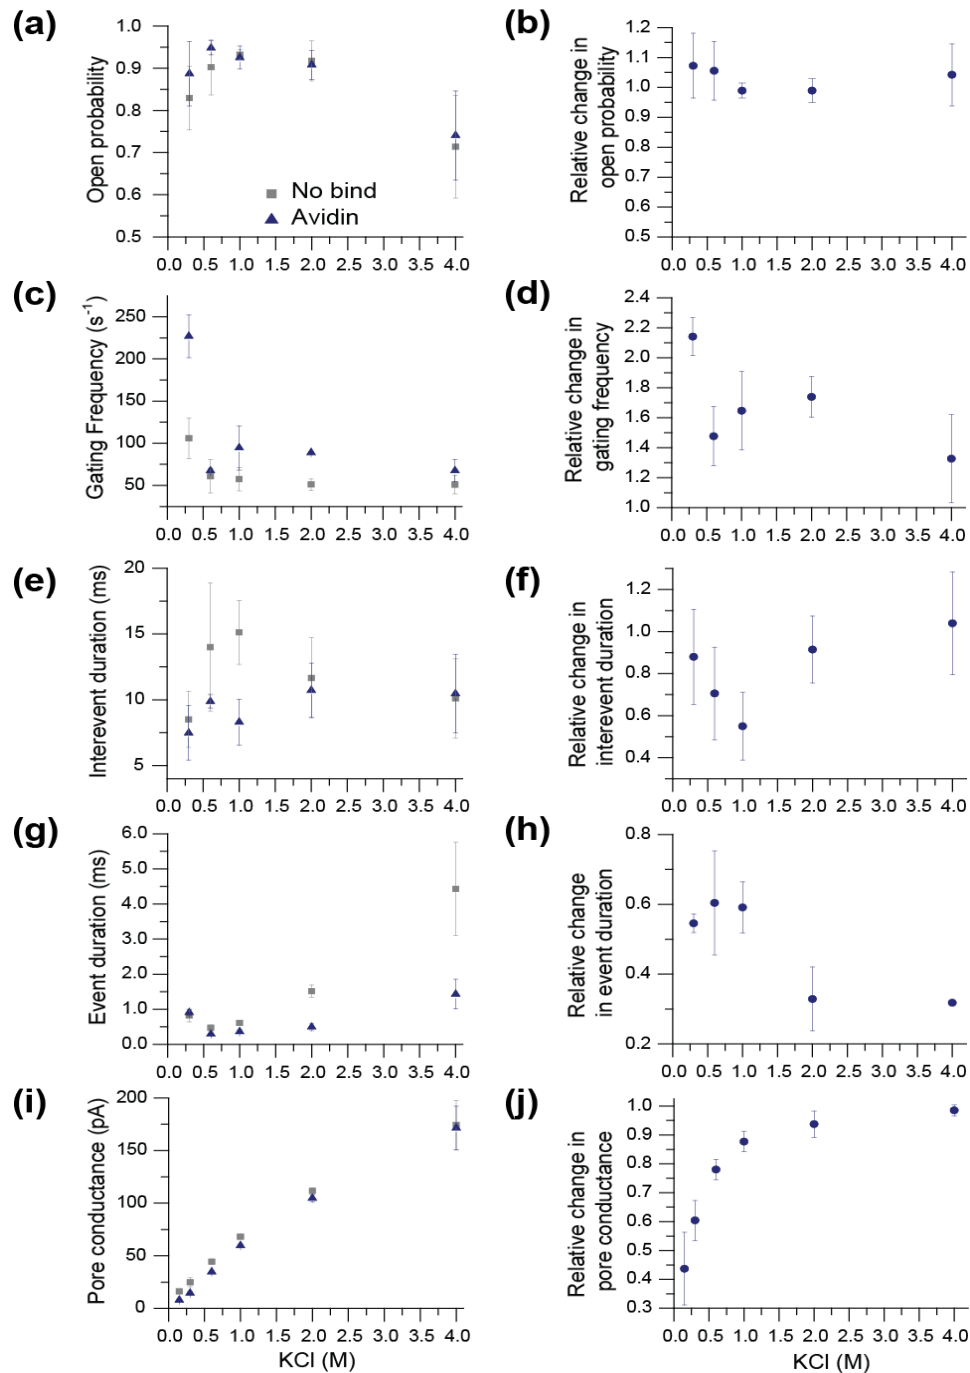 (a)
Open probability
1.0
0.9
0.8
0.7
0.6
0.5
No bind
Avidin
0.0 0.5 1.0 1.5 2.0 2.5 3.0 3.5 4.0
(b)
Relative change in
open probability
1.2
1.1
1.0
0.9
0.8
0.7
0.6
0.5
0.0 0.5 1.0 1.5 2.0 2.5 3.0 3.5 4.0
(c)
Gating Frequency (s⁻¹)
250
200
150
100
50
0.0 0.5 1.0 1.5 2.0 2.5 3.0 3.5 4.0
(d)
Relative change in
gating frequency
2.4
2.2
2.0
1.8
1.6
1.4
1.2
1.0
0.0 0.5 1.0 1.5 2.0 2.5 3.0 3.5 4.0
(e)
Interevent duration (ms)
20
15
10
5
0.0 0.5 1.0 1.5 2.0 2.5 3.0 3.5 4.0
(f)
Relative change in
interevent duration
1.2
1.0
0.8
0.6
0.4
0.0 0.5 1.0 1.5 2.0 2.5 3.0 3.5 4.0
(g)
Event duration (ms)
6.0
5.0
4.0
3.0
2.0
1.0
0.0
0.0 0.5 1.0 1.5 2.0 2.5 3.0 3.5 4.0
(h)
Relative change
in event duration
0.8
0.6
0.4
0.2
0.0 0.5 1.0 1.5 2.0 2.5 3.0 3.5 4.0
(i)
Pore conductance (pA)
200
150
100
50
0
0.0 0.5 1.0 1.5 2.0 2.5 3.0 3.5 4.0
KCl (M)
(j)
Relative change in
pore conductance
1.0
0.9
0.8
0.7
0.6
0.5
0.4
0.3
0.0 0.5 1.0 1.5 2.0 2.5 3.0 3.5 4.0
KCl (M)